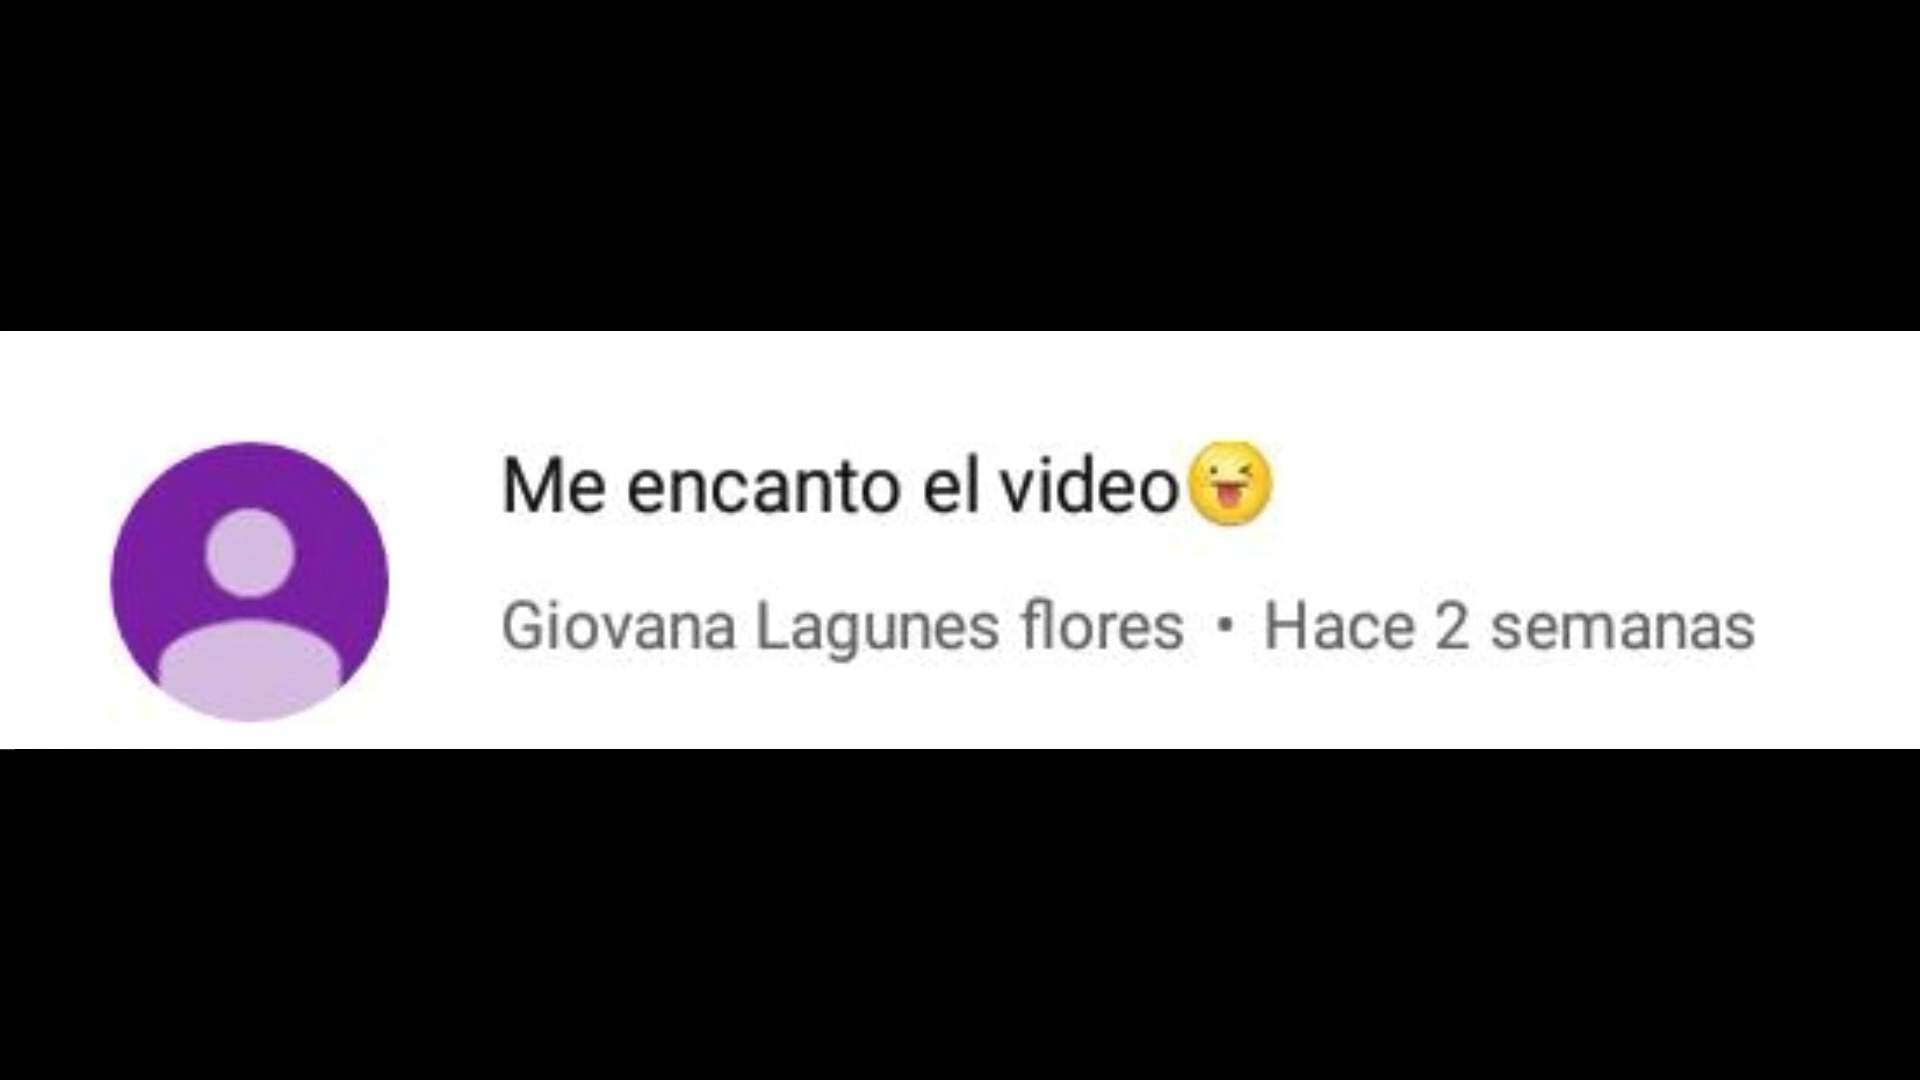 Me encanto el video😜
Giovana Lagunes flores • Hace 2 semanas